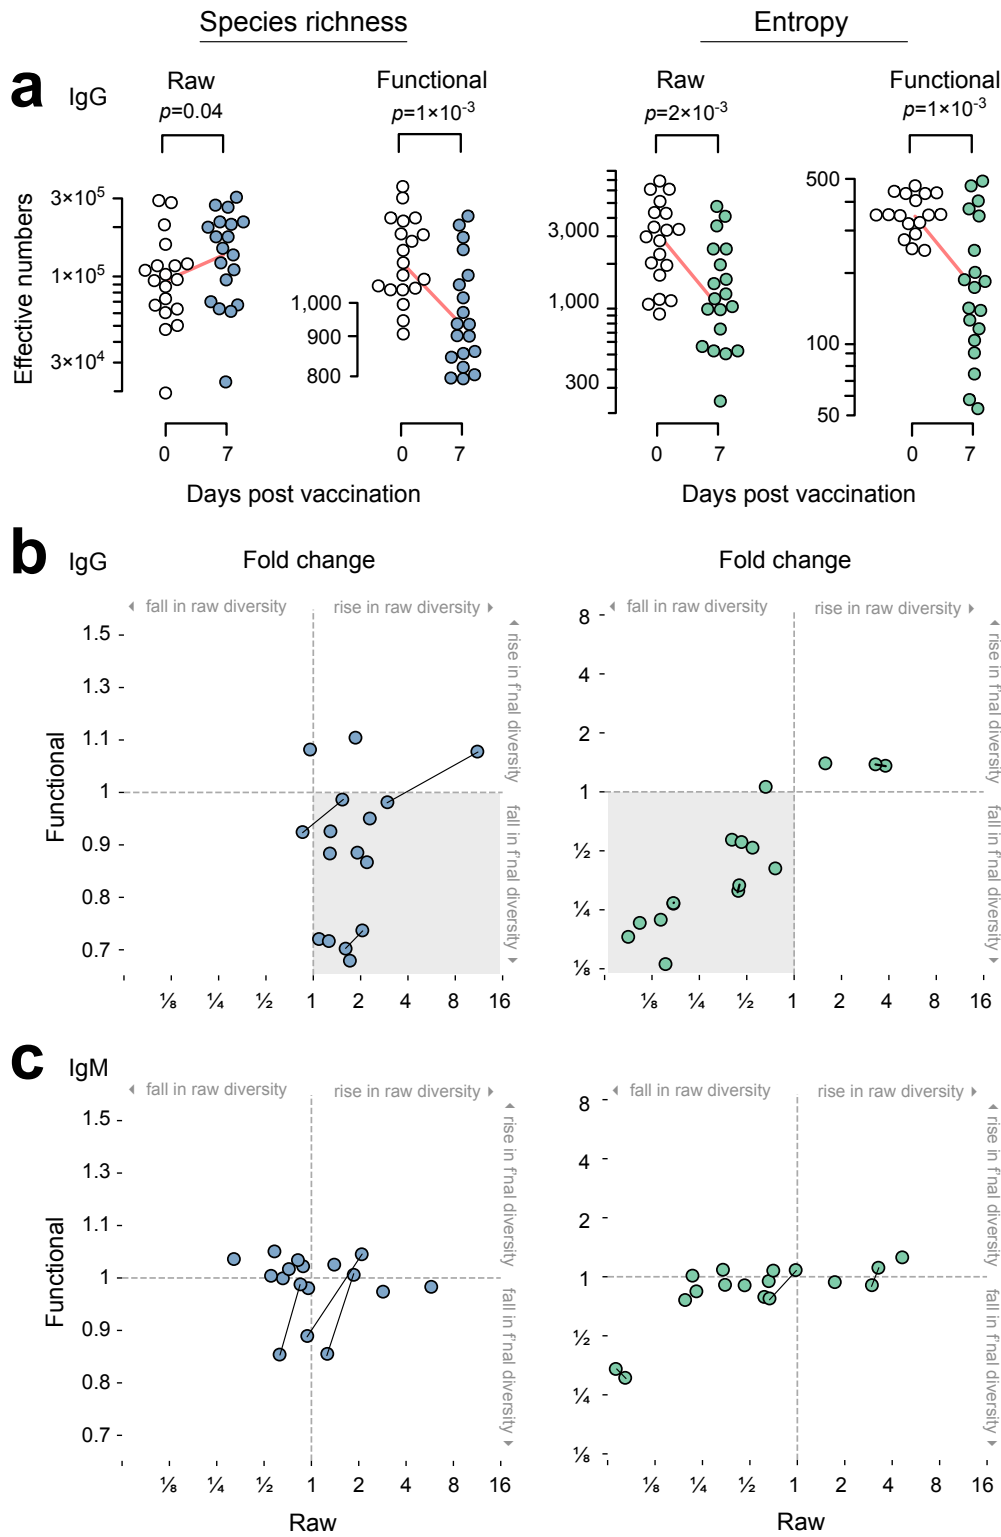 Species richness Entropy
a IgG Raw Functional Raw Functional
p=0.04 p=1×10⁻³ p=2×10⁻³ p=1×10⁻³
Effective numbers
3×10⁵
1×10⁵
3×10⁴
1,000
900
800
3,000
1,000
300
500
100
50
0 7 0 7 0 7 0 7
Days post vaccination Days post vaccination
b IgG Fold change Fold change
◂ fall in raw diversity rise in raw diversity ▸ ◂ fall in raw diversity rise in raw diversity ▸
Functional
1.5
1.3
1.1
1
0.9
0.8
0.7
◂ fall in f'nal diversity rise in f'nal diversity ▸
8
4
2
1
½
¼
⅛
◂ fall in f'nal diversity rise in f'nal diversity ▸
⅛ ¼ ½ 1 2 4 8 16 ⅛ ¼ ½ 1 2 4 8 16
c IgM
◂ fall in raw diversity rise in raw diversity ▸ ◂ fall in raw diversity rise in raw diversity ▸
Functional
1.5
1.3
1.1
1
0.9
0.8
0.7
◂ fall in f'nal diversity rise in f'nal diversity ▸
8
4
2
1
½
¼
⅛
◂ fall in f'nal diversity rise in f'nal diversity ▸
⅛ ¼ ½ 1 2 4 8 16 ⅛ ¼ ½ 1 2 4 8 16
Raw Raw